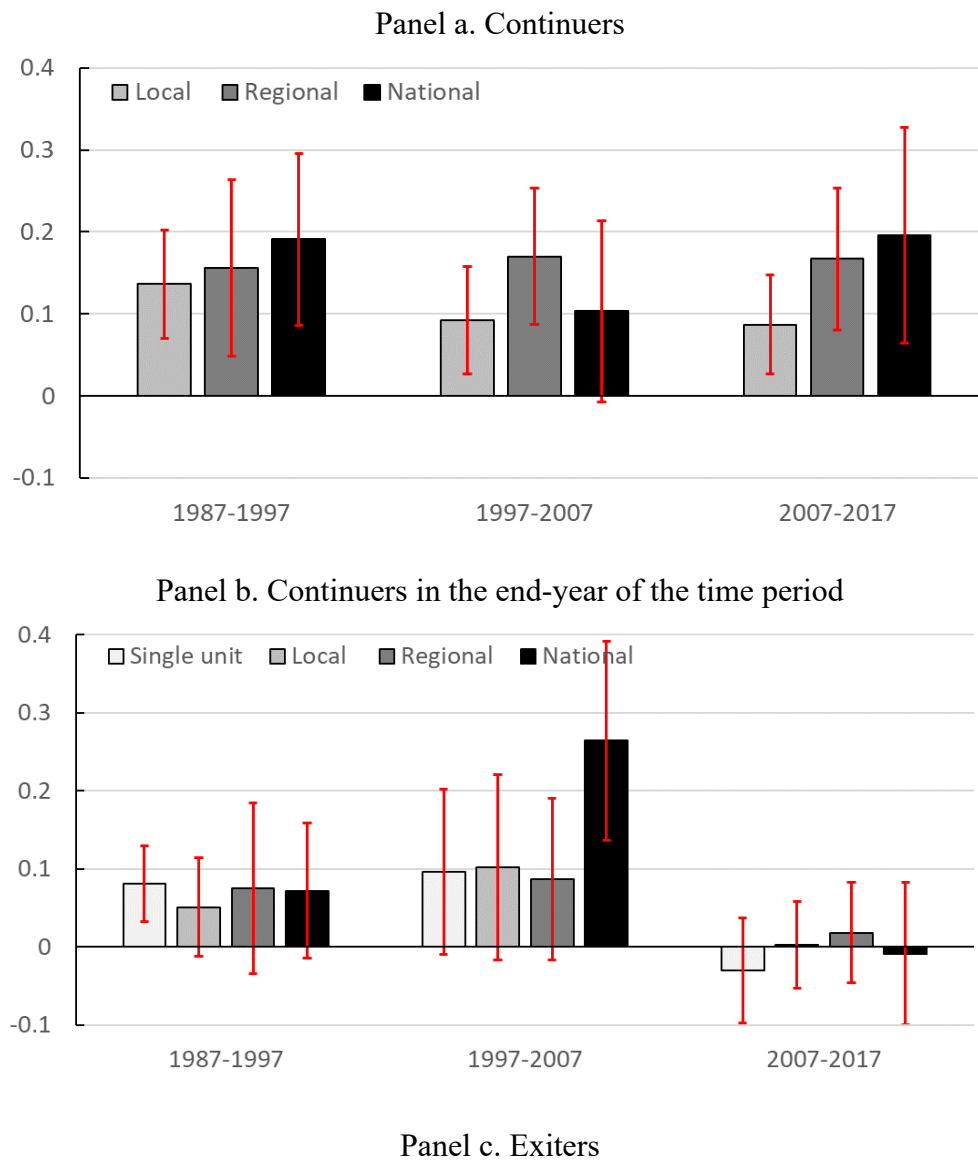 Panel a. Continuers
0.4
Local Regional National
0.3
0.2
0.1
0
-0.1
1987-1997 1997-2007 2007-2017
Panel b. Continuers in the end-year of the time period
0.4
Single unit Local Regional National
0.3
0.2
0.1
0
-0.1
1987-1997 1997-2007 2007-2017
Panel c. Exiters